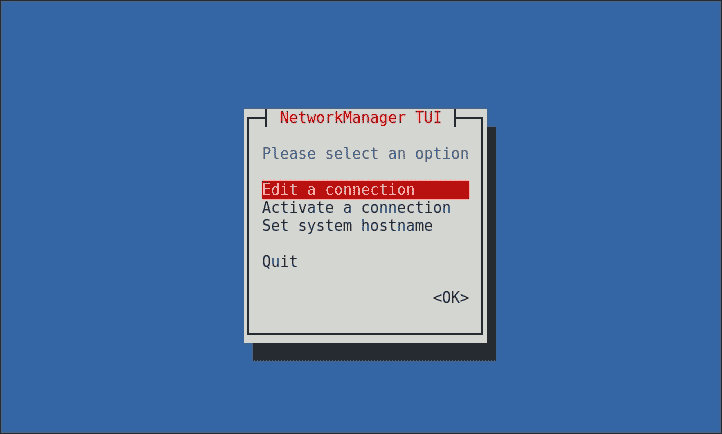 NetworkManager TUI
Please select an option
Edit a connection
Activate a connection
Set system hostname
Quit
<OK>